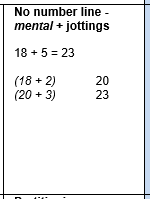 No number line -
mental + jottings
18 + 5 = 23
(18 + 2) 20
(20 + 3) 23